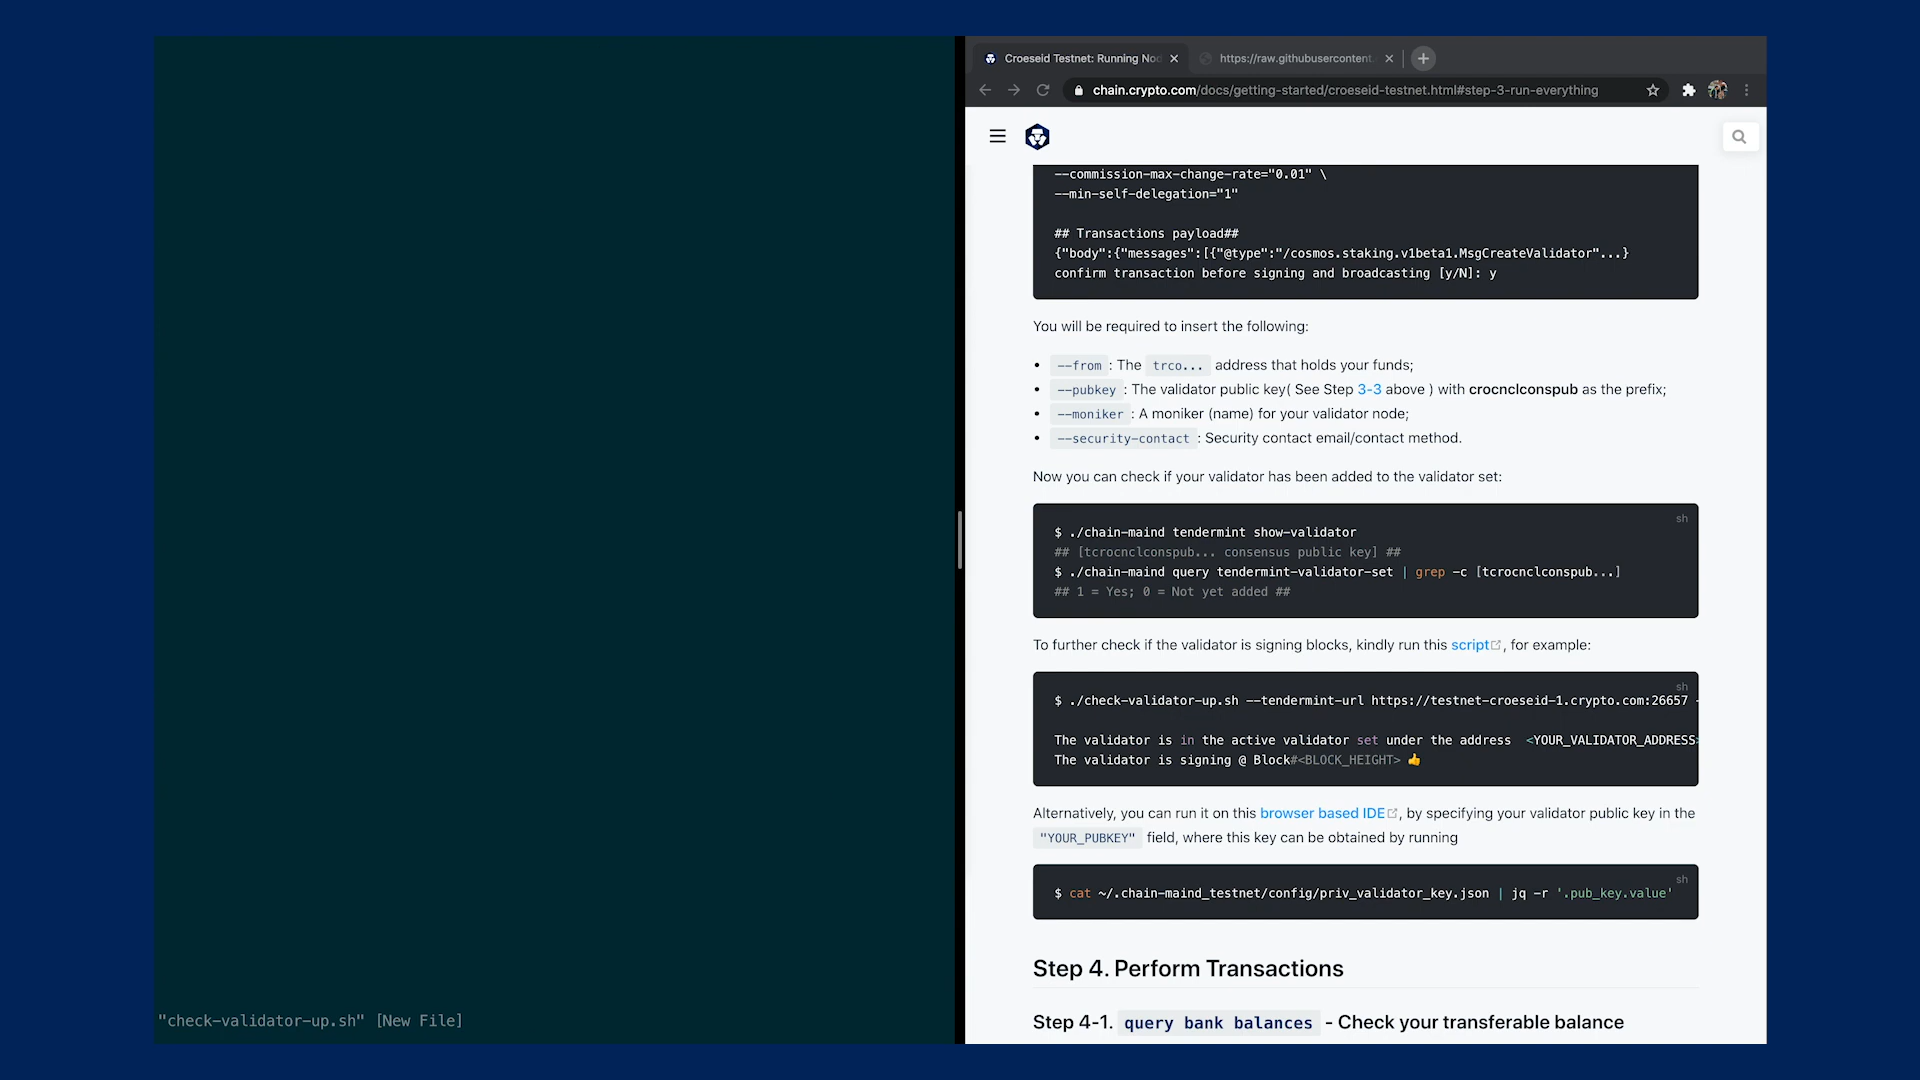 "check-validator-up.sh" [New File]
Croeseid Testnet: Running Nod
https://raw.githubusercontent.
chain.crypto.com/docs/getting-started/croeseid-testnet.html#step-3-run-everything
--commission-max-change-rate="0.01" \
--min-self-delegation="1"
## Transactions payload##
{"body":{"messages":[{"@type":"/cosmos.staking.v1beta1.MsgCreateValidator"...}
confirm transaction before signing and broadcasting [y/N]: y
You will be required to insert the following:
• --from : The trco... address that holds your funds;
• --pubkey : The validator public key( See Step 3-3 above ) with crocnclconspub as the prefix;
• --moniker : A moniker (name) for your validator node;
• --security-contact : Security contact email/contact method.
Now you can check if your validator has been added to the validator set:
sh
$ ./chain-maind tendermint show-validator
## [tcrocnclconspub... consensus public key] ##
$ ./chain-maind query tendermint-validator-set | grep -c [tcrocnclconspub...]
## 1 = Yes; 0 = Not yet added ##
To further check if the validator is signing blocks, kindly run this script, for example:
sh
$ ./check-validator-up.sh --tendermint-url https://testnet-croeseid-1.crypto.com:26657 -
The validator is in the active validator set under the address <YOUR_VALIDATOR_ADDRESS>
The validator is signing @ Block#<BLOCK_HEIGHT> 👍
Alternatively, you can run it on this browser based IDE, by specifying your validator public key in the
"YOUR_PUBKEY" field, where this key can be obtained by running
sh
$ cat ~/.chain-maind_testnet/config/priv_validator_key.json | jq -r '.pub_key.value'
Step 4. Perform Transactions
Step 4-1. query bank balances - Check your transferable balance